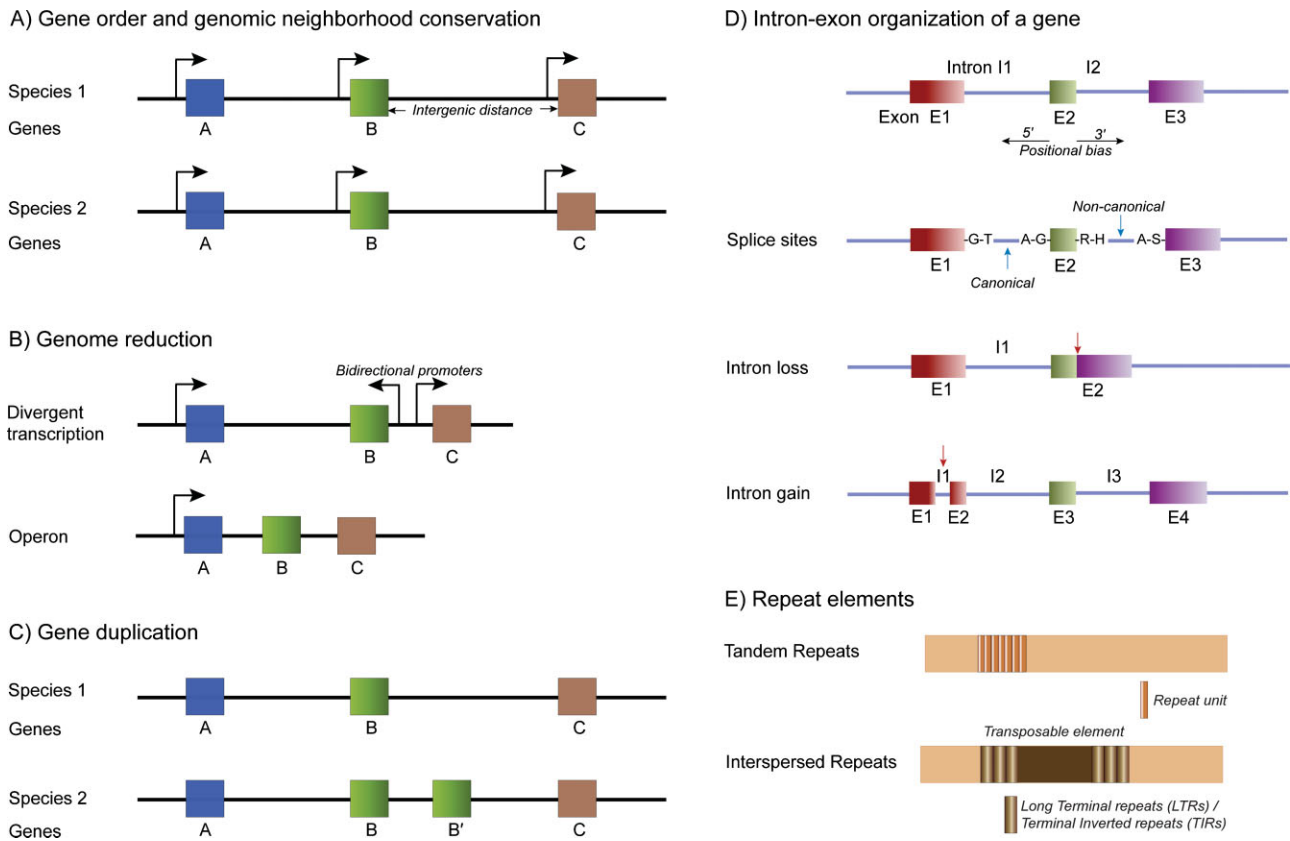 A) Gene order and genomic neighborhood conservation
Species 1
Genes
A
B
Intergenic distance
C
Species 2
Genes
A
B
C
B) Genome reduction
Bidirectional promoters
Divergent
transcription
A
B
C
Operon
A
B
C
C) Gene duplication
Species 1
Genes
A
B
C
Species 2
Genes
A
B
B′
C
D) Intron-exon organization of a gene
Intron I1
I2
Exon E1
E2
E3
5'
3'
Positional bias
Non-canonical
Splice sites
-G-T
A-G-
-R-H
A-S-
E1
E2
E3
Canonical
Intron loss
I1
E1
E2
Intron gain
I1
I2
I3
E1
E2
E3
E4
E) Repeat elements
Tandem Repeats
Repeat unit
Transposable element
Interspersed Repeats
Long Terminal repeats (LTRs) /
Terminal Inverted repeats (TIRs)